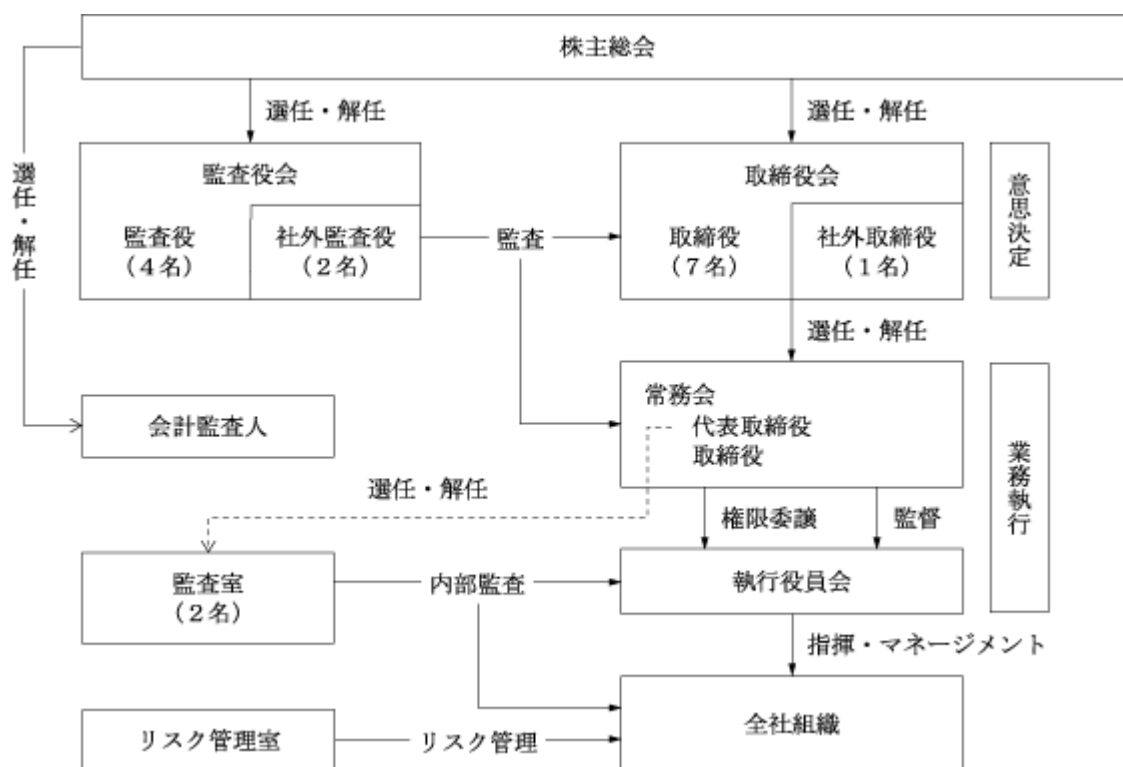 株主総会
選任・解任
選任・解任
選任・解任
監査役会
監査役
(4名)
社外監査役
(2名)
監査
取締役会
取締役
(7名)
社外取締役
(1名)
意思決定
選任・解任
常務会
代表取締役
取締役
会計監査人
業務執行
選任・解任
権限委譲
監督
監査室
(2名)
内部監査
執行役員会
指揮・マネージメント
全社組織
リスク管理室
リスク管理